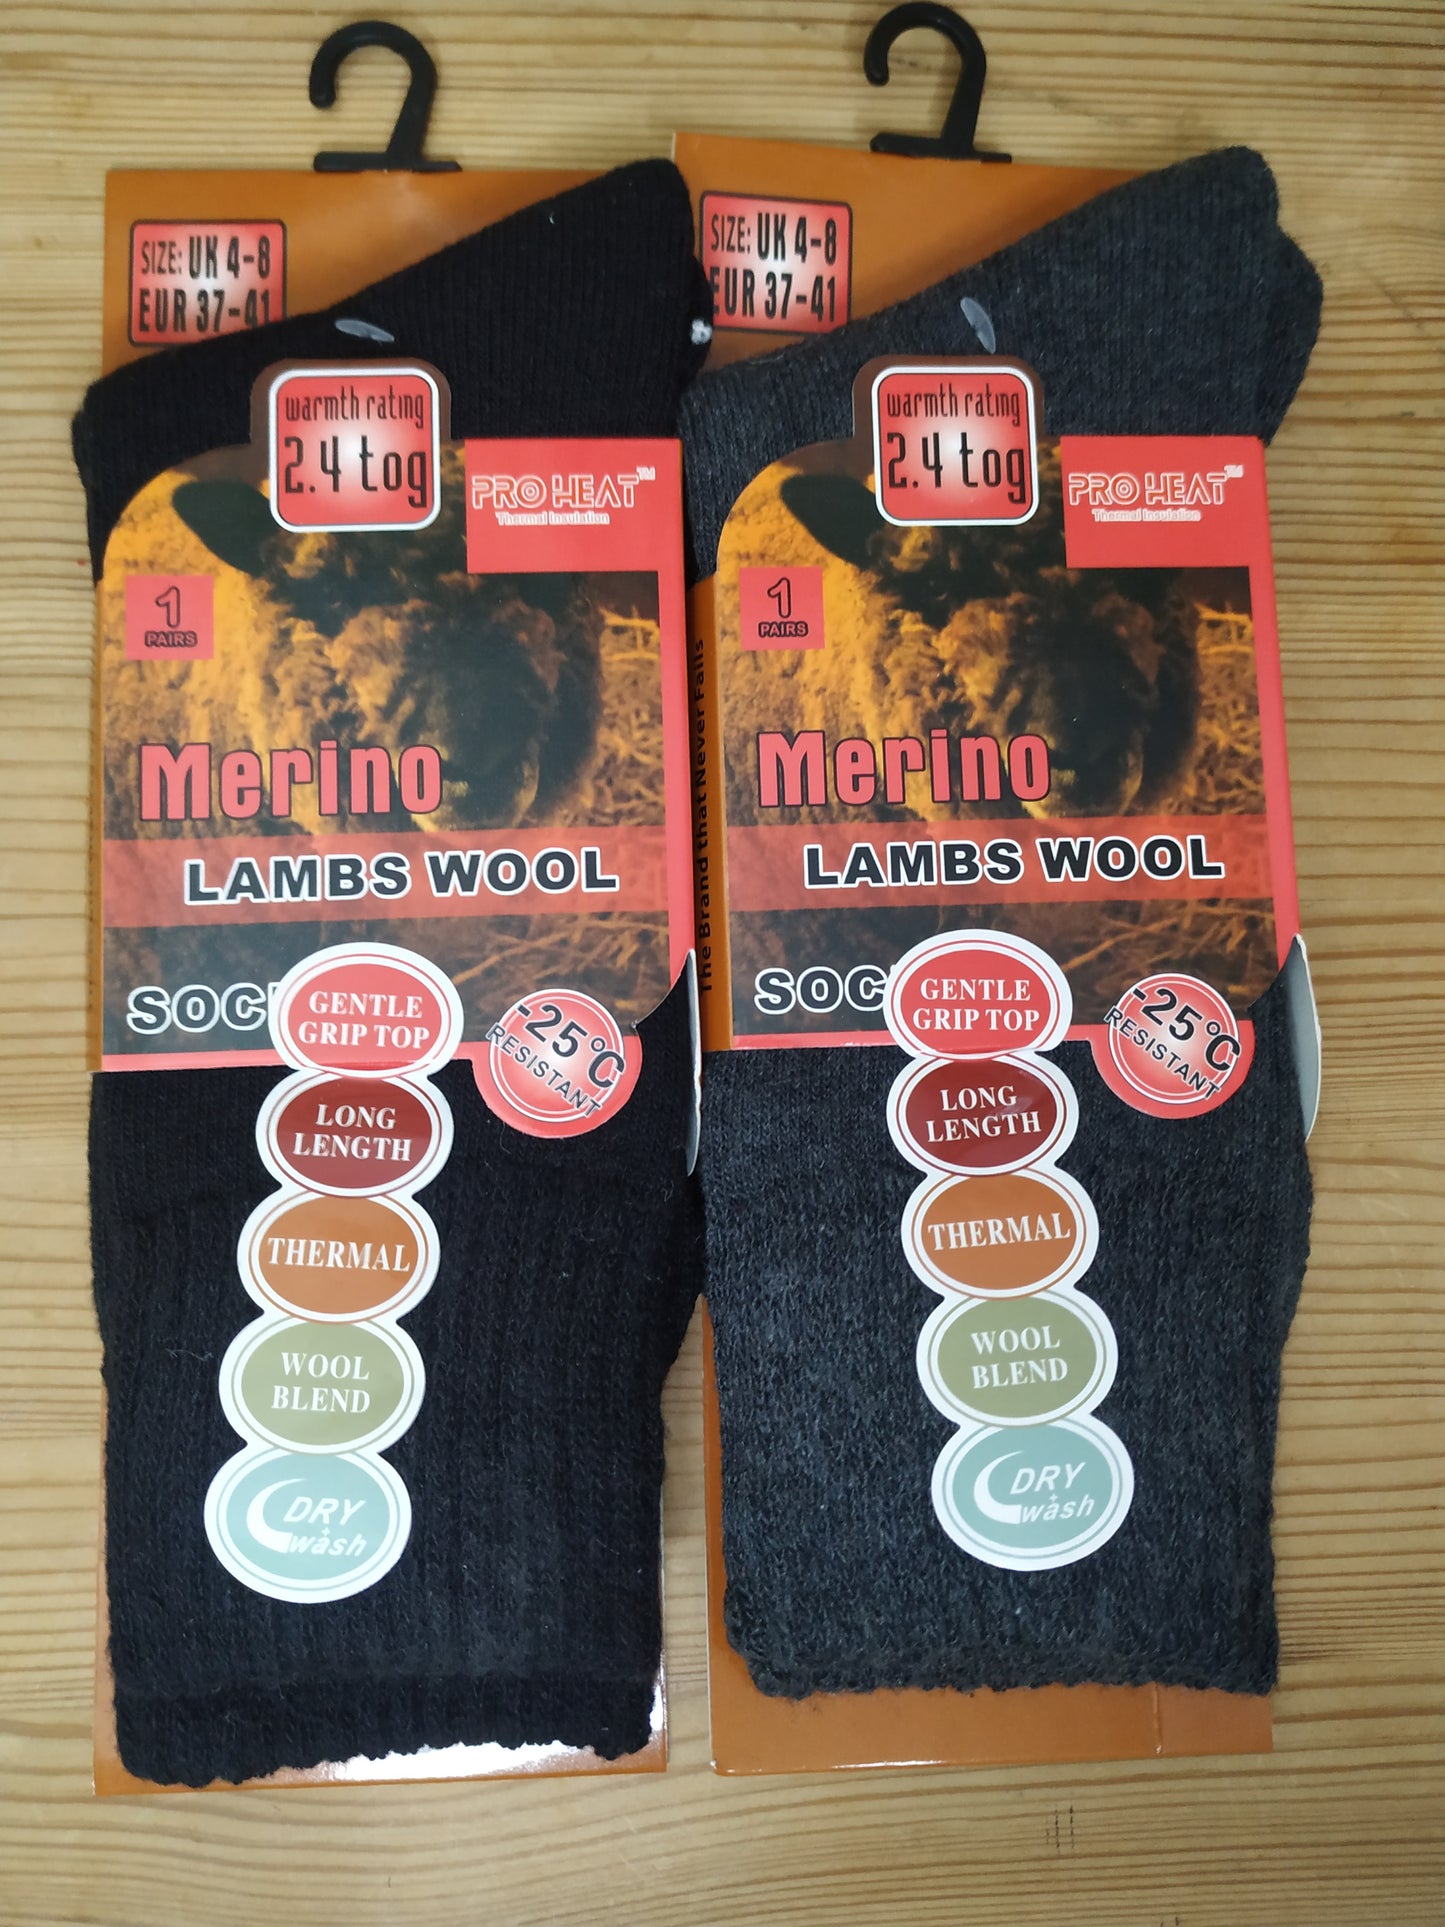 SIZE: UK 4-8
EUR 37-41
warmth rating
2.4 tog
PRO HEAT™
Thermal Insulation
1
PAIRS
Merino
LAMBS WOOL
SOC
GENTLE
GRIP TOP
-25°C
RESISTANT
LONG
LENGTH
THERMAL
WOOL
BLEND
DRY
+
wash
The Brand that Never Fails
SIZE: UK 4-8
EUR 37-41
warmth rating
2.4 tog
PRO HEAT™
Thermal Insulation
1
PAIRS
Merino
LAMBS WOOL
SOC
GENTLE
GRIP TOP
-25°C
RESISTANT
LONG
LENGTH
THERMAL
WOOL
BLEND
DRY
+
wash